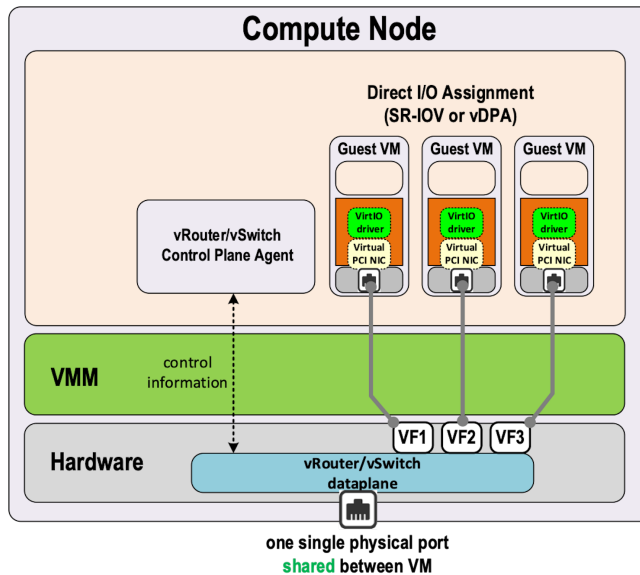 Compute Node
Direct I/O Assignment
(SR-IOV or vDPA)
Guest VM
Guest VM
Guest VM
VirtIO
driver
Virtual
PCI NIC
VirtIO
driver
Virtual
PCI NIC
VirtIO
driver
Virtual
PCI NIC
vRouter/vSwitch
Control Plane Agent
control
information
VMM
VF1
VF2
VF3
Hardware
vRouter/vSwitch
dataplane
one single physical port
shared between VM